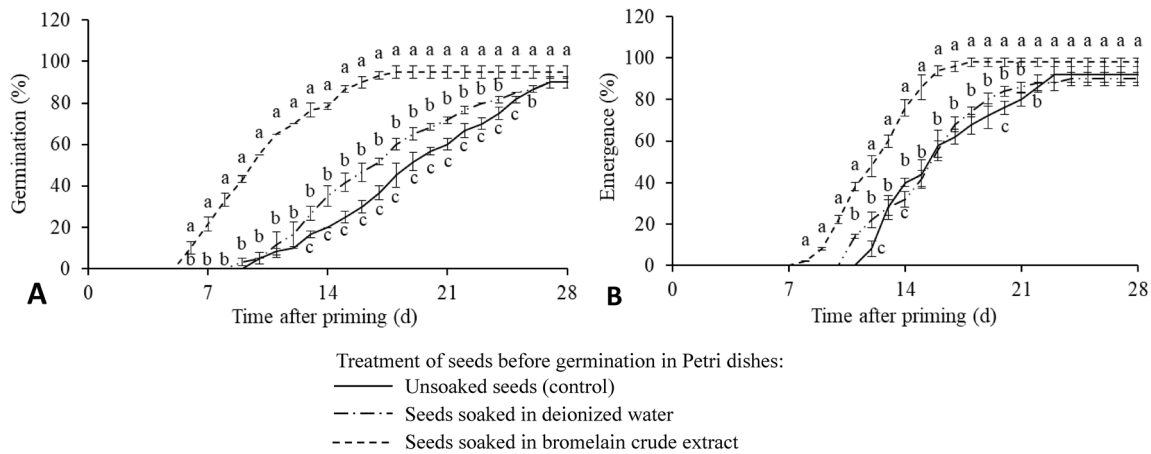 120
100
80
60
40
20
0
Germination (%)
a a a a a a a a a a a a a a a a a a a a a a a
b b b b b b b b b b b b b b b b b b b b b
c c c c c c c c c c c c
0 7 14 21 28
Time after priming (d)
A
120
100
80
60
40
20
0
Emergence (%)
a a a a a a a a a a a a a a a a a a a a a
b b b b b b b b b b b b
c c
0 7 14 21 28
Time after priming (d)
B
Treatment of seeds before germination in Petri dishes:
Unsoaked seeds (control)
Seeds soaked in deionized water
Seeds soaked in bromelain crude extract